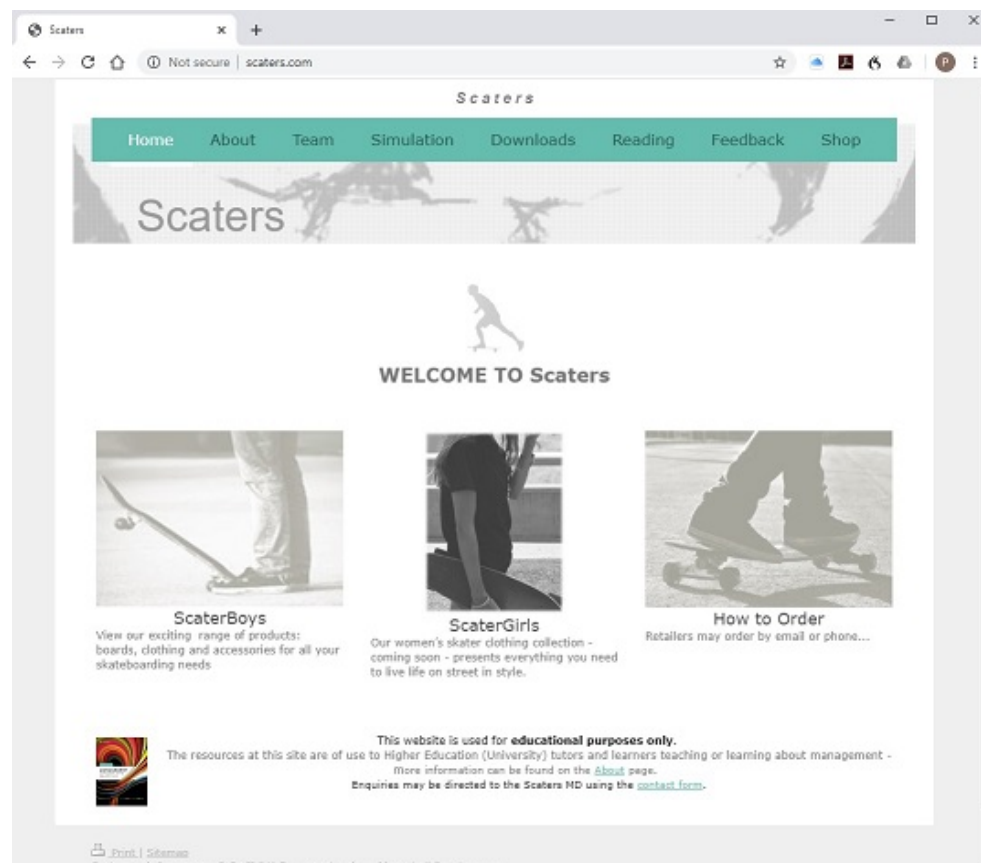 Scaters
Not secure | scaters.com
P
Scaters
Home About Team Simulation Downloads Reading Feedback Shop
Scaters
WELCOME TO Scaters
ScaterBoys
View our exciting range of products:
boards, clothing and accessories for all your
skateboarding needs
ScaterGirls
Our women's skater clothing collection -
coming soon - presents everything you need
to live life on street in style.
How to Order
Retailers may order by email or phone...
This website is used for educational purposes only.
The resources at this site are of use to Higher Education (University) tutors and learners teaching or learning about management -
More information can be found on the About page.
Enquiries may be directed to the Scaters MD using the contact form.
Print | Sitemap